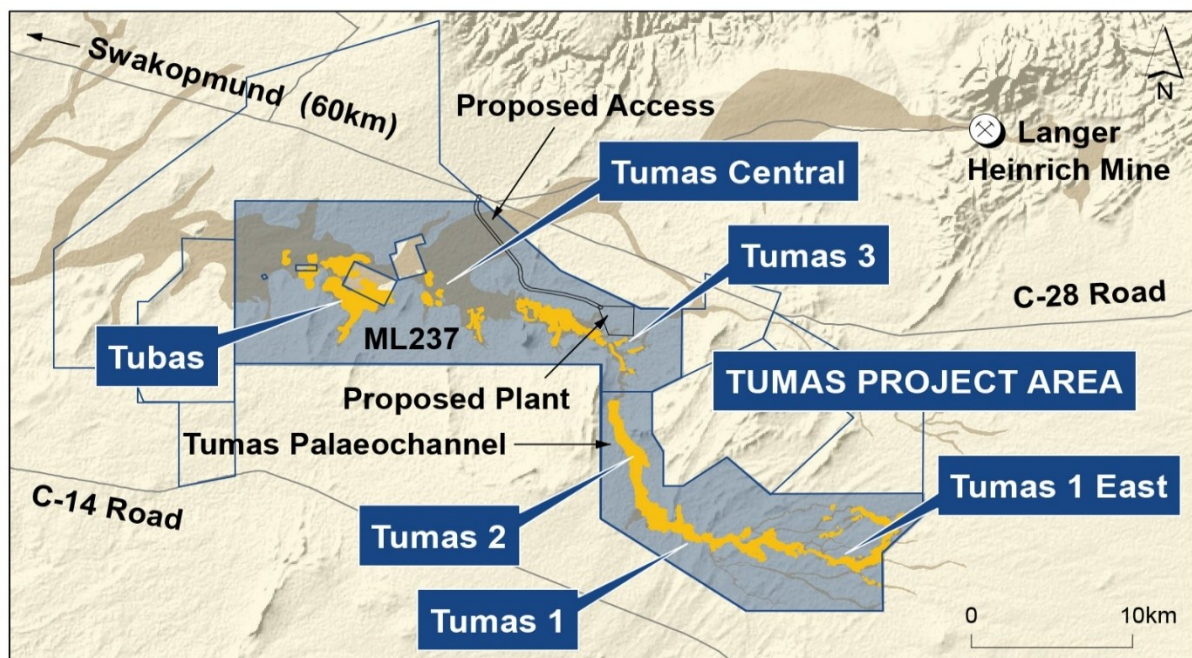 Swakopmund (60km)
Proposed Access
N
Langer
Heinrich Mine
Tumas Central
Tumas 3
C-28 Road
Tubas
ML237
TUMAS PROJECT AREA
Proposed Plant
Tumas Palaeochannel
C-14 Road
Tumas 1 East
Tumas 2
Tumas 1
0 10km